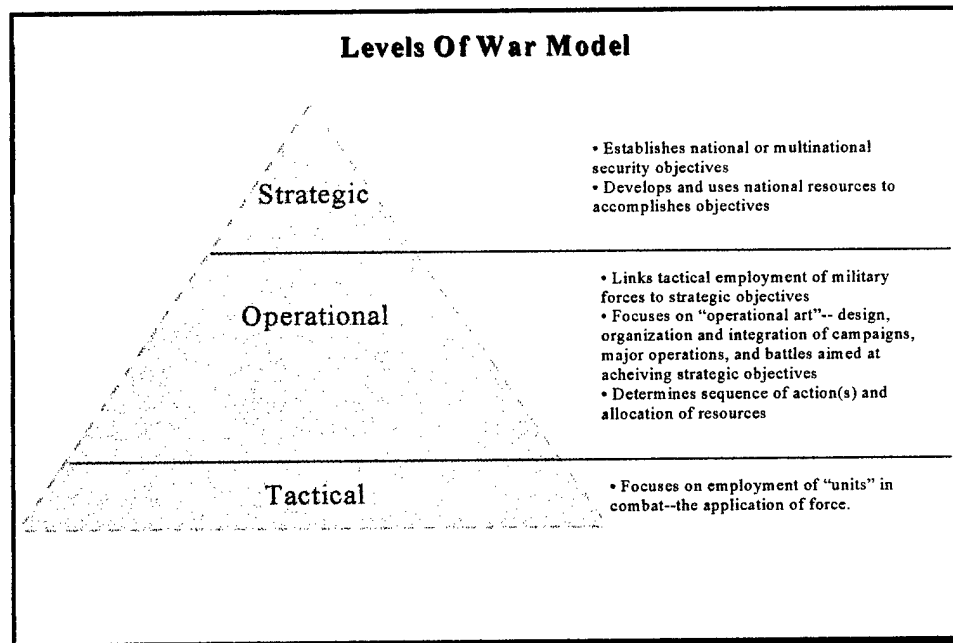 Levels Of War Model
Strategic
• Establishes national or multinational
security objectives
• Develops and uses national resources to
accomplishes objectives
Operational
• Links tactical employment of military
forces to strategic objectives
• Focuses on “operational art”-- design,
organization and integration of campaigns,
major operations, and battles aimed at
acheiving strategic objectives
• Determines sequence of action(s) and
allocation of resources
Tactical
• Focuses on employment of “units” in
combat--the application of force.